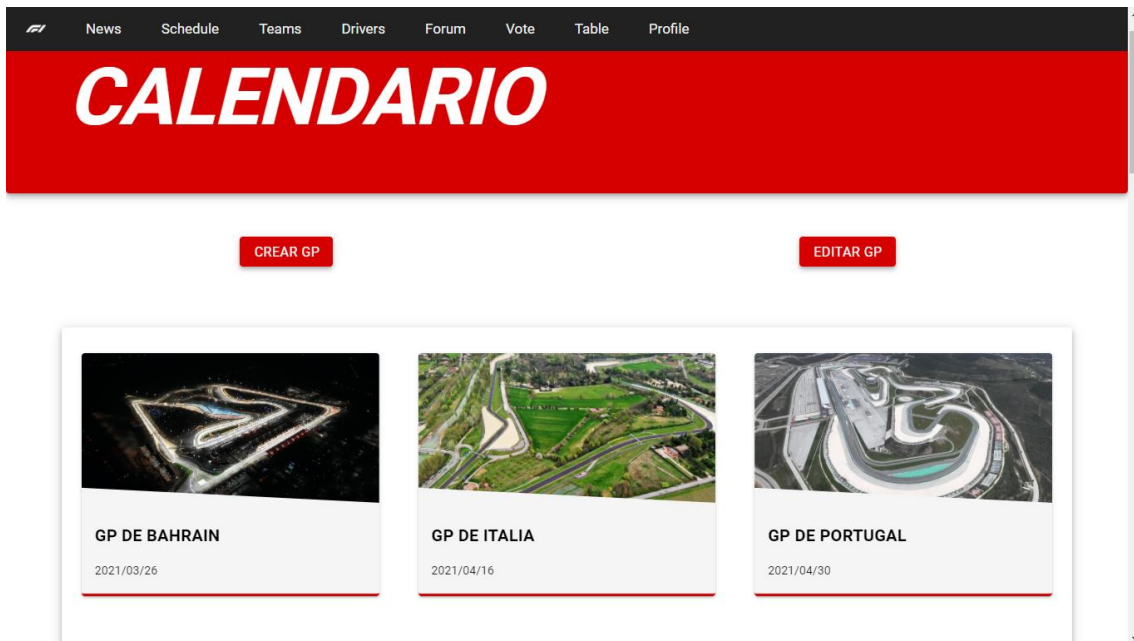 News Schedule Teams Drivers Forum Vote Table Profile
CALENDARIO
CREAR GP
EDITAR GP
GP DE BAHRAIN
2021/03/26
GP DE ITALIA
2021/04/16
GP DE PORTUGAL
2021/04/30